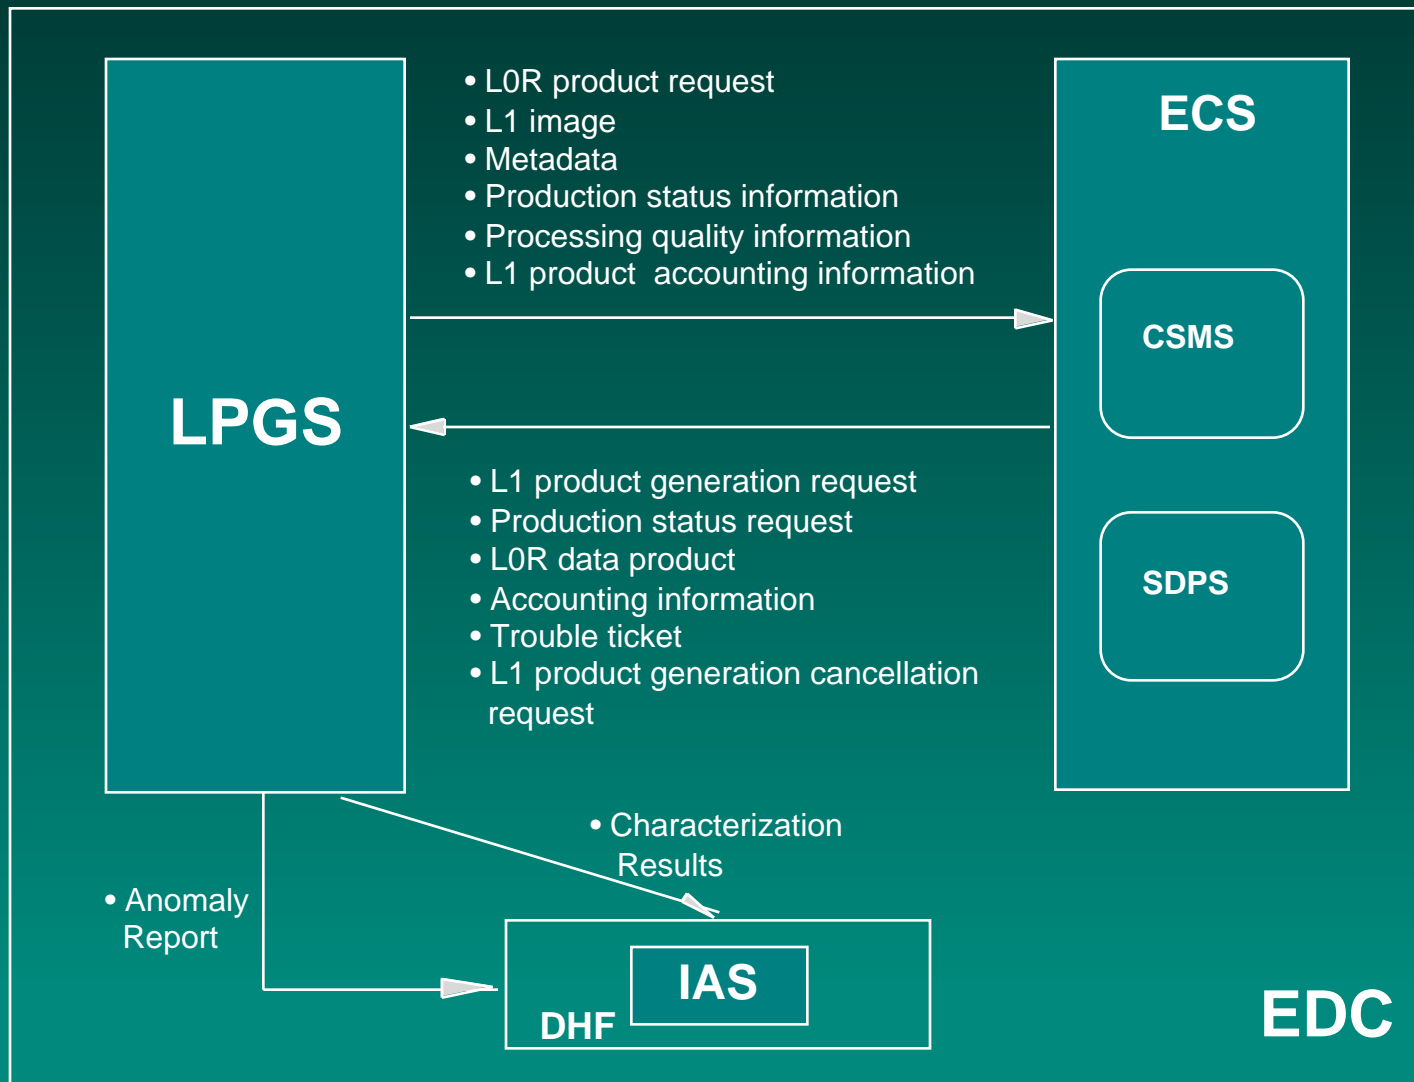 • L0R product request
• L1 image
• Metadata
• Production status information
• Processing quality information
• L1 product accounting information
ECS
CSMS
LPGS
• L1 product generation request
• Production status request
• L0R data product
• Accounting information
• Trouble ticket
• L1 product generation cancellation
request
SDPS
• Characterization
Results
• Anomaly
Report
IAS
DHF
EDC